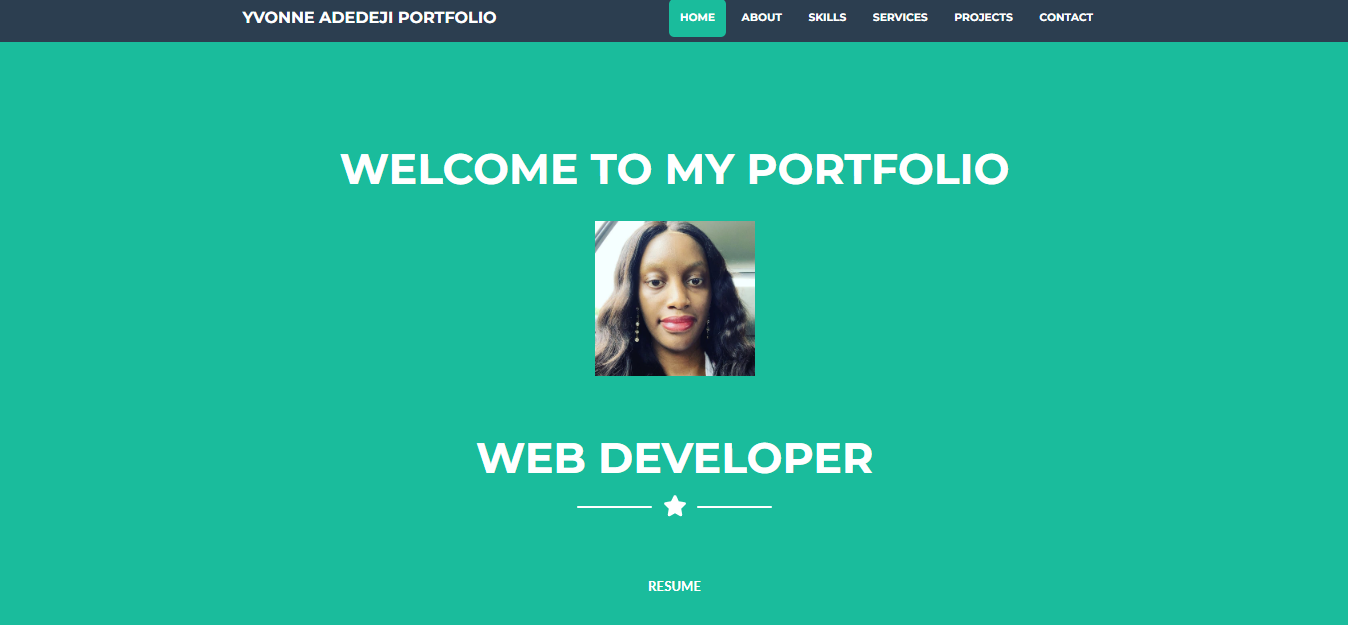 YVONNE ADEDEJI PORTFOLIO
HOME ABOUT SKILLS SERVICES PROJECTS CONTACT
WELCOME TO MY PORTFOLIO
WEB DEVELOPER
RESUME